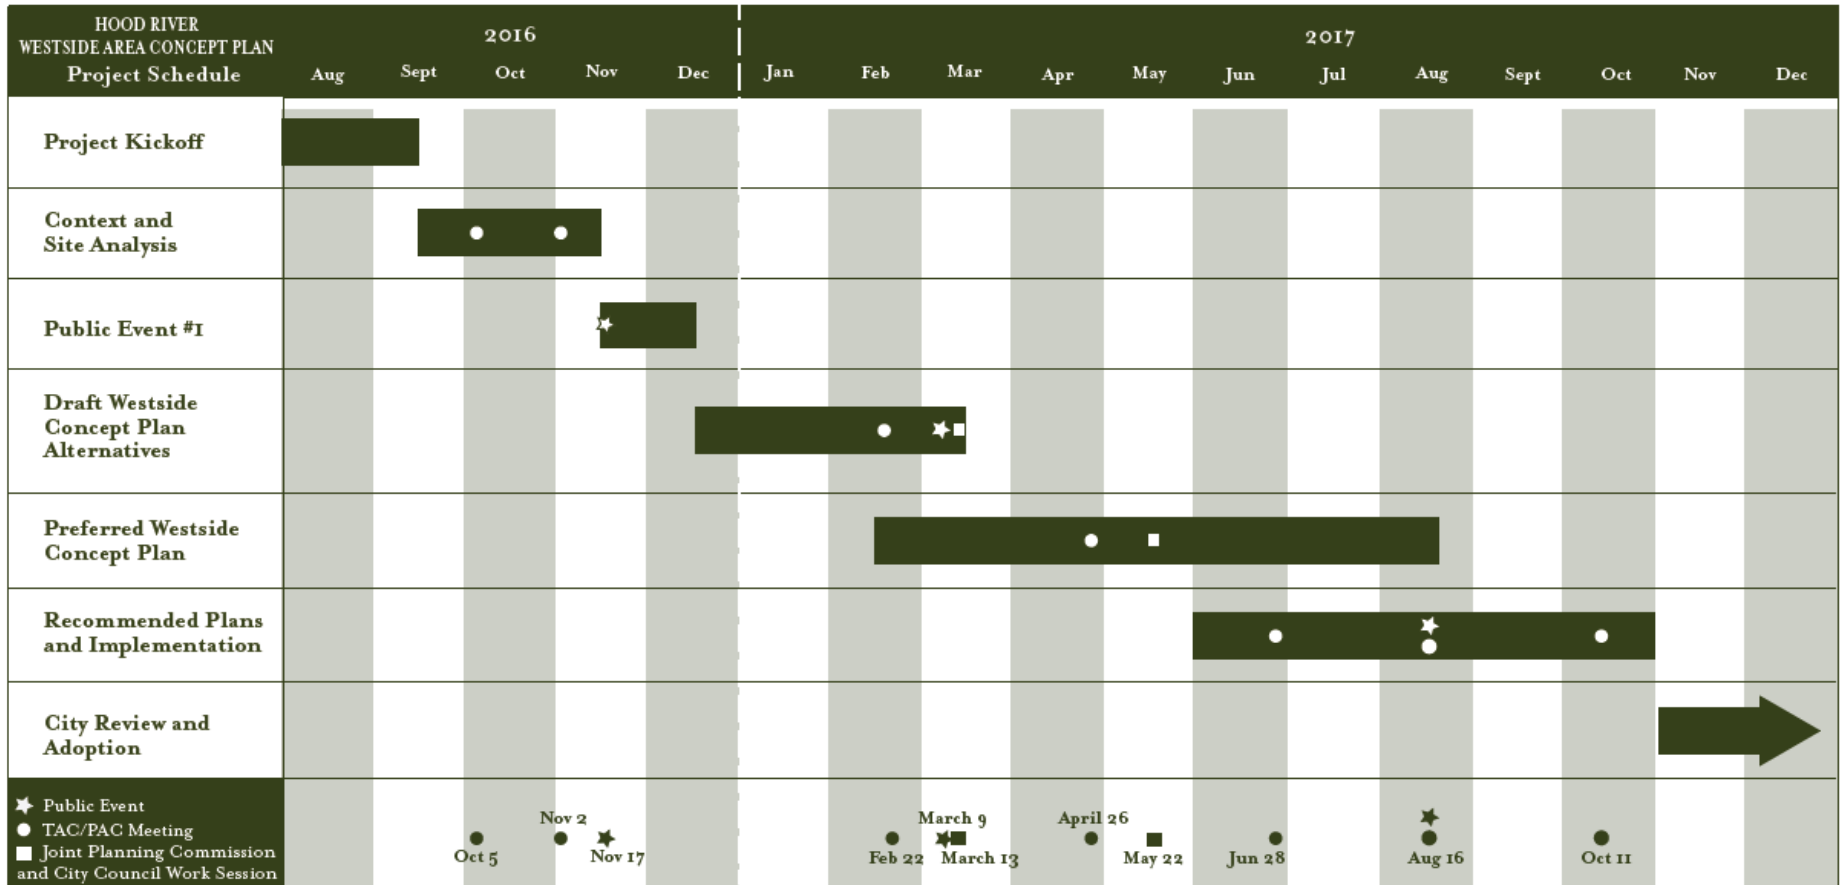 HOOD RIVER
WESTSIDE AREA CONCEPT PLAN
Project Schedule
2016
2017
Aug Sept Oct Nov Dec Jan Feb Mar Apr May Jun Jul Aug Sept Oct Nov Dec
Project Kickoff
Context and
Site Analysis
Public Event #1
Draft Westside
Concept Plan
Alternatives
Preferred Westside
Concept Plan
Recommended Plans
and Implementation
City Review and
Adoption
Public Event
TAC/PAC Meeting
Joint Planning Commission
and City Council Work Session
Nov 2
March 9
April 26
Oct 5
Nov 17
Feb 22
March 13
May 22
Jun 28
Aug 16
Oct 11